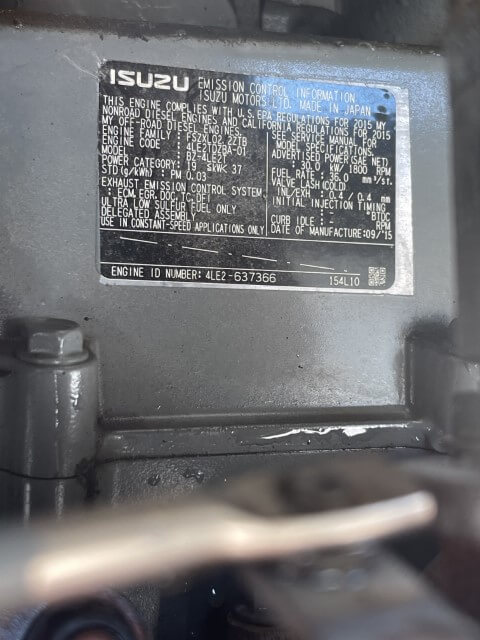 ISUZU EMISSION CONTROL INFORMATION
ISUZU MOTORS LTD. MADE IN JAPAN
THIS ENGINE COMPLIES WITH U.S. EPA REGULATIONS FOR 2015 MY
NONROAD DIESEL ENGINES AND CALIFORNIA REGULATIONS FOR 2015
MY OFF-ROAD DIESEL ENGINES.
ENGINE FAMILY : FSZXL02.2ZTB
ENGINE CODE : 4LE2TDZB4-01
MODEL : BZ-4LE2T
POWER CATEGORY: 19 ≤kWK 37
STD(g/kWh) : PM 0.03
EXHAUST EMISSION CONTROL SYSTEM
: ECM, EGR, DOC, TC, DFI
ULTRA LOW SULFUR FUEL ONLY
DELEGATED ASSEMBLY
USE IN CONSTANT-SPEED APPLICATIONS ONLY
SEE SERVICE MANUAL FOR
MODEL SPECIFICATIONS.
ADVERTISED POWER(SAE NET)
: 30.0 kW/ 1800 RPM
FUEL RATE : 36.0 mm³/st.
VALVE LASH(COLD)
IN/EXH : 0.4/ 0.4 mm
INITIAL INJECTION TIMING
: - °BTDC
CURB IDLE : - RPM
DATE OF MANUFACTURE:09/'15
ENGINE ID NUMBER: 4LE2-637366 154L10